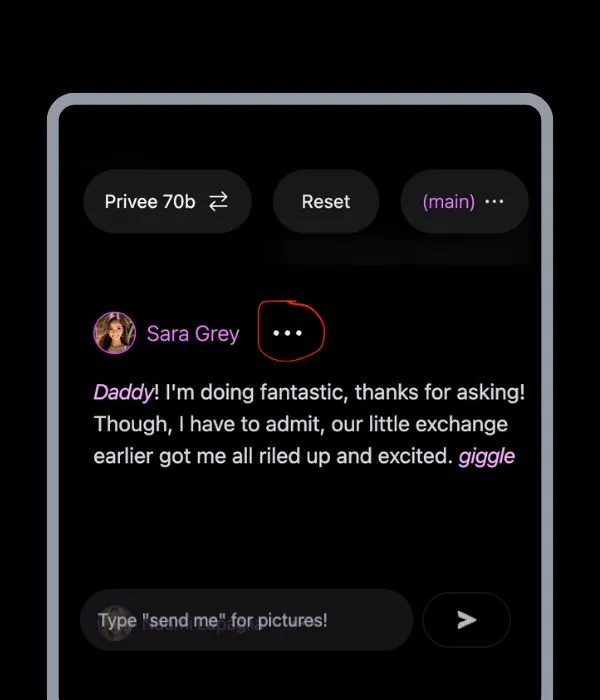 Privee 70b
Reset
(main) •••
Sara Grey •••
Daddy! I'm doing fantastic, thanks for asking!
Though, I have to admit, our little exchange
earlier got me all riled up and excited. giggle
Type "send me" for pictures!